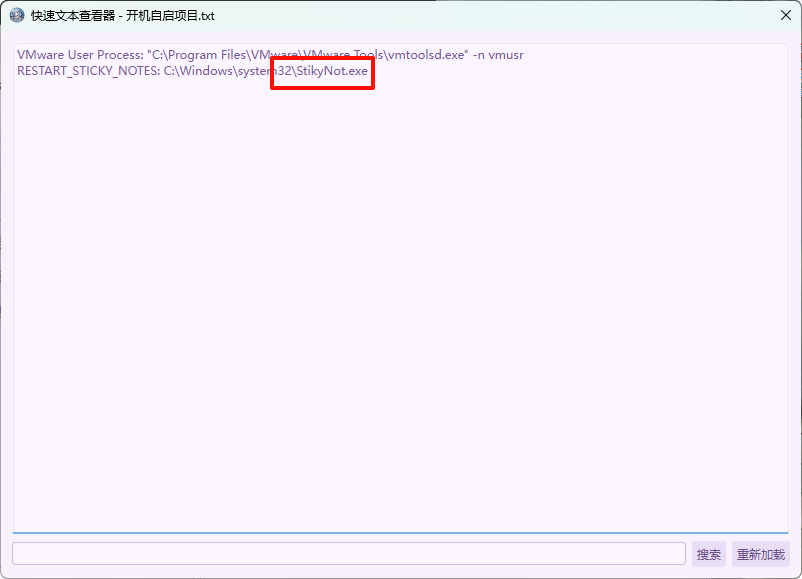 快速文本查看器 - 开机自启项目.txt
VMware User Process: "C:\Program Files\VMware\VMware Tools\vmtoolsd.exe" -n vmusr
RESTART_STICKY_NOTES: C:\Windows\system32\StikyNot.exe
搜索 重新加载